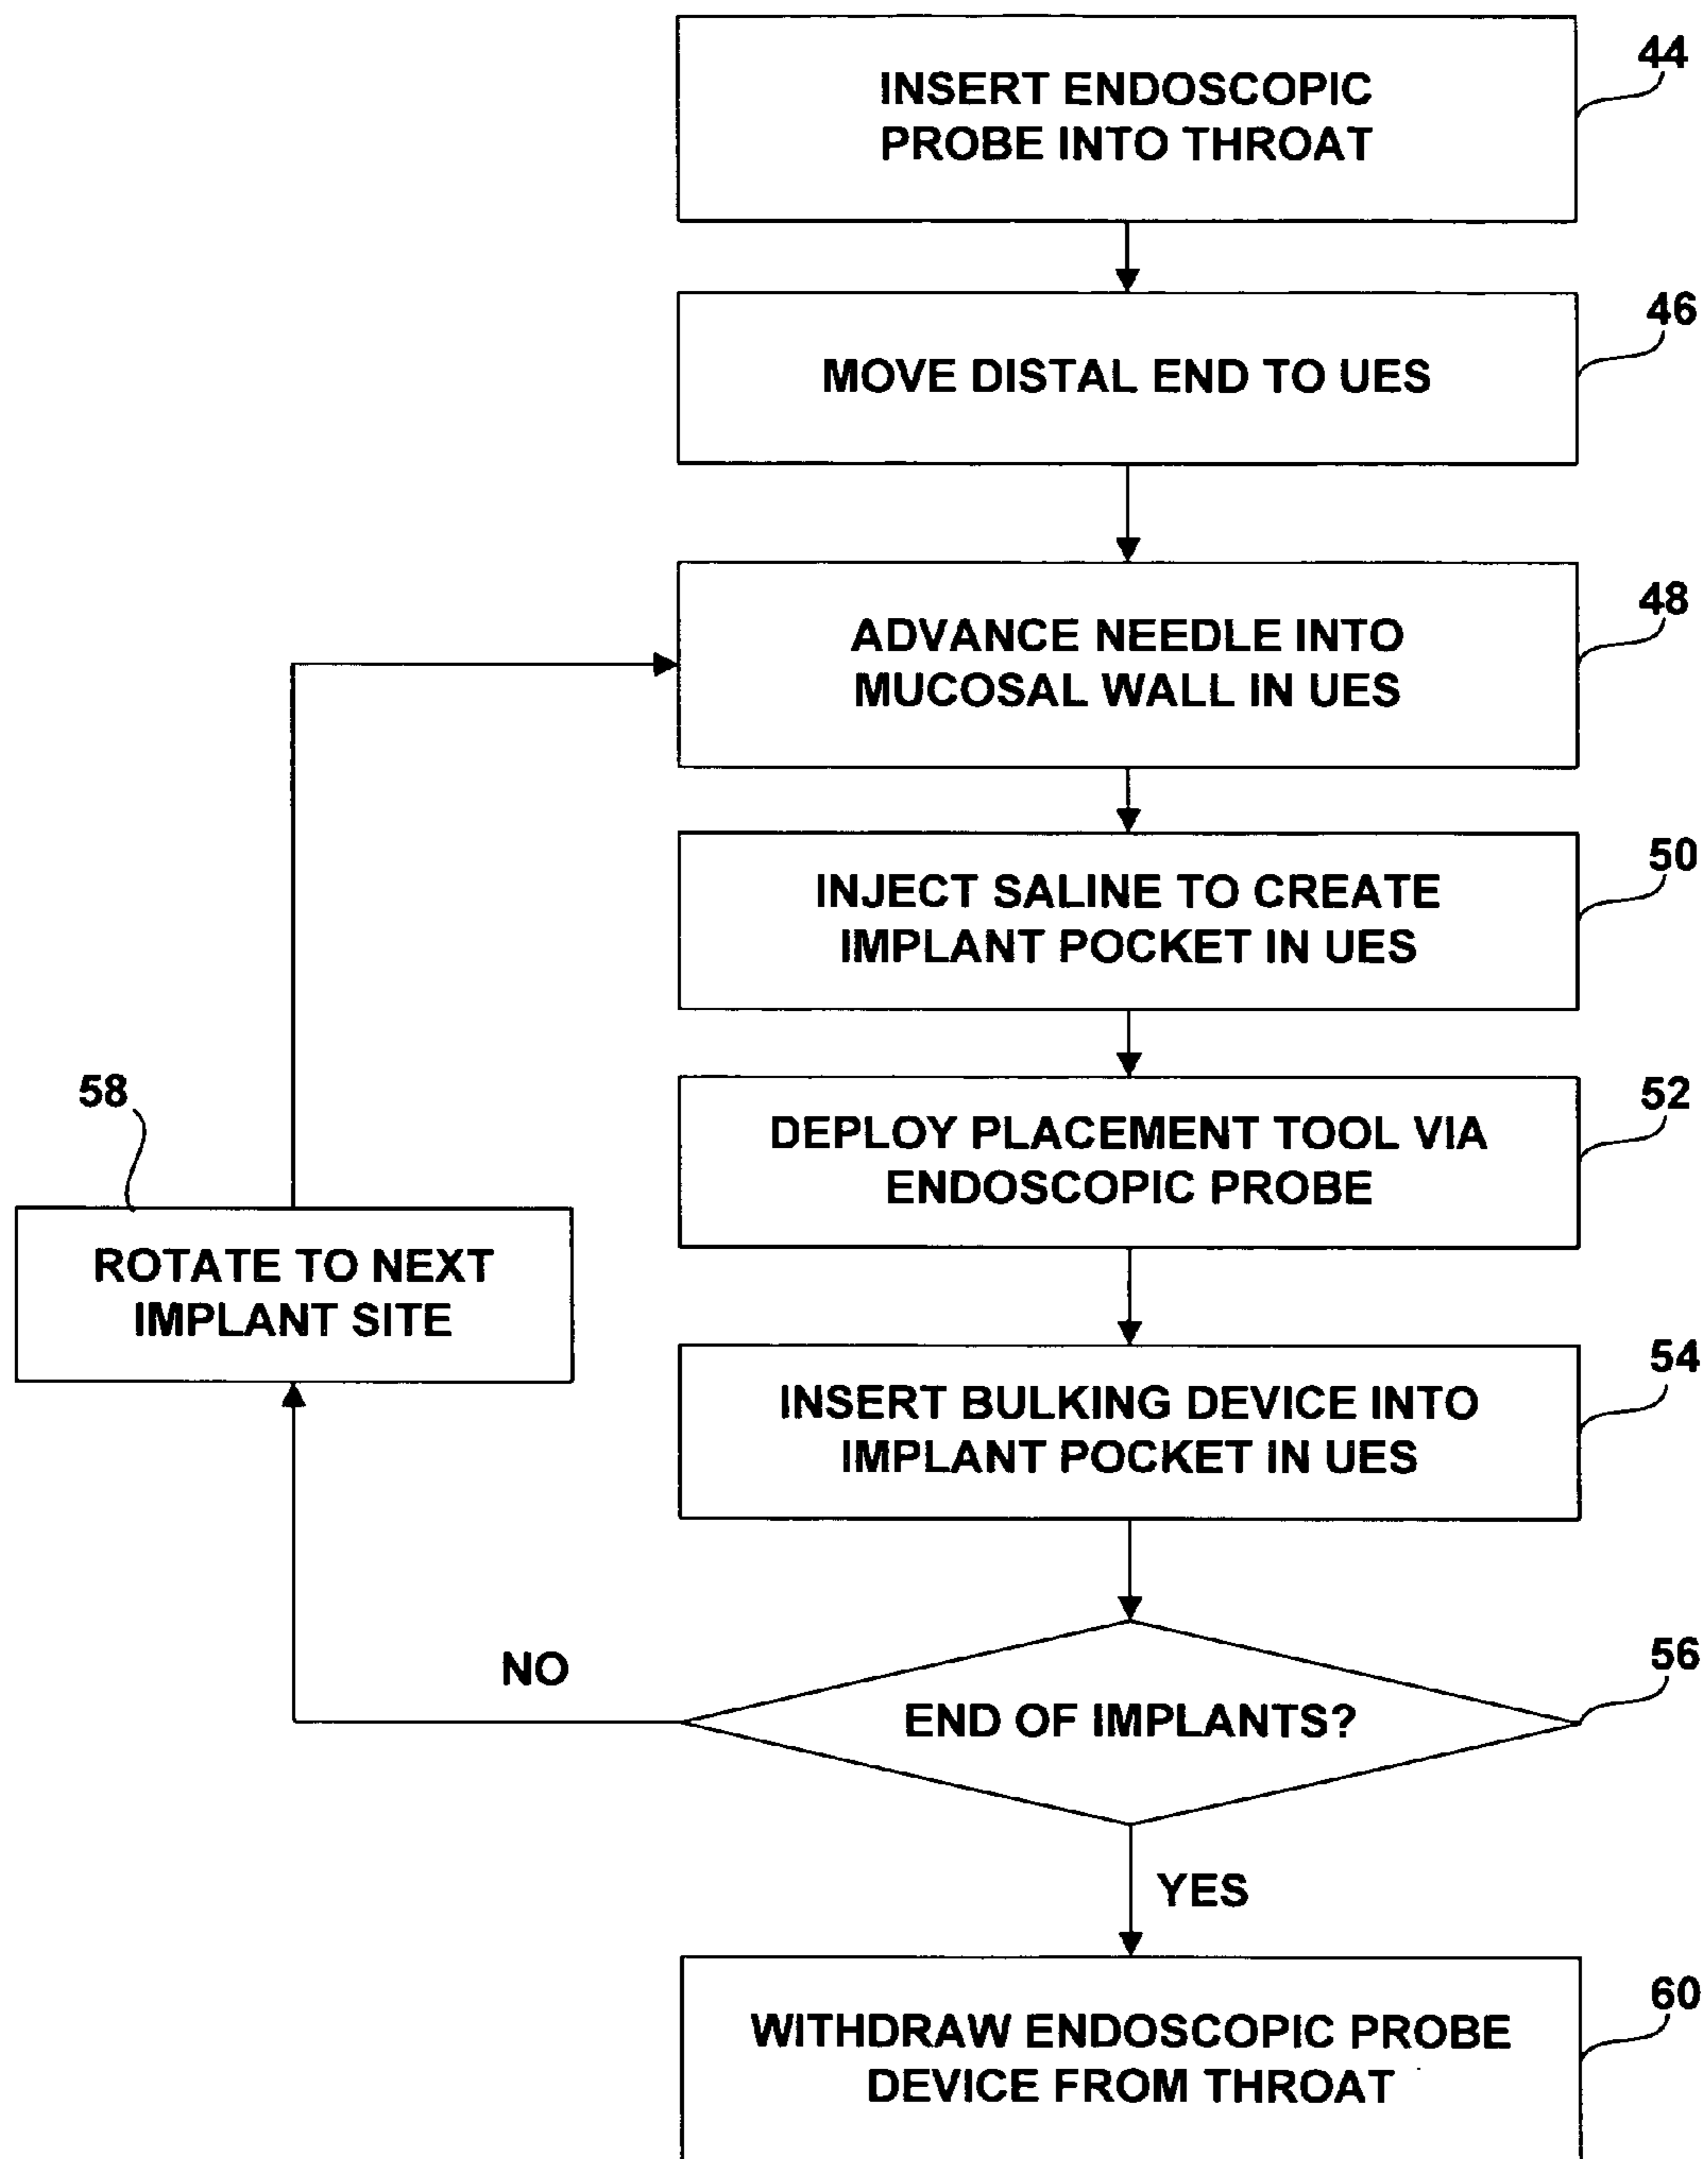 INSERT ENDOSCOPIC
PROBE INTO THROAT
44
MOVE DISTAL END TO UES
46
ADVANCE NEEDLE INTO
MUCOSAL WALL IN UES
48
INJECT SALINE TO CREATE
IMPLANT POCKET IN UES
50
DEPLOY PLACEMENT TOOL VIA
ENDOSCOPIC PROBE
52
58
ROTATE TO NEXT
IMPLANT SITE
INSERT BULKING DEVICE INTO
IMPLANT POCKET IN UES
54
NO
END OF IMPLANTS?
56
YES
WITHDRAW ENDOSCOPIC PROBE
DEVICE FROM THROAT
60